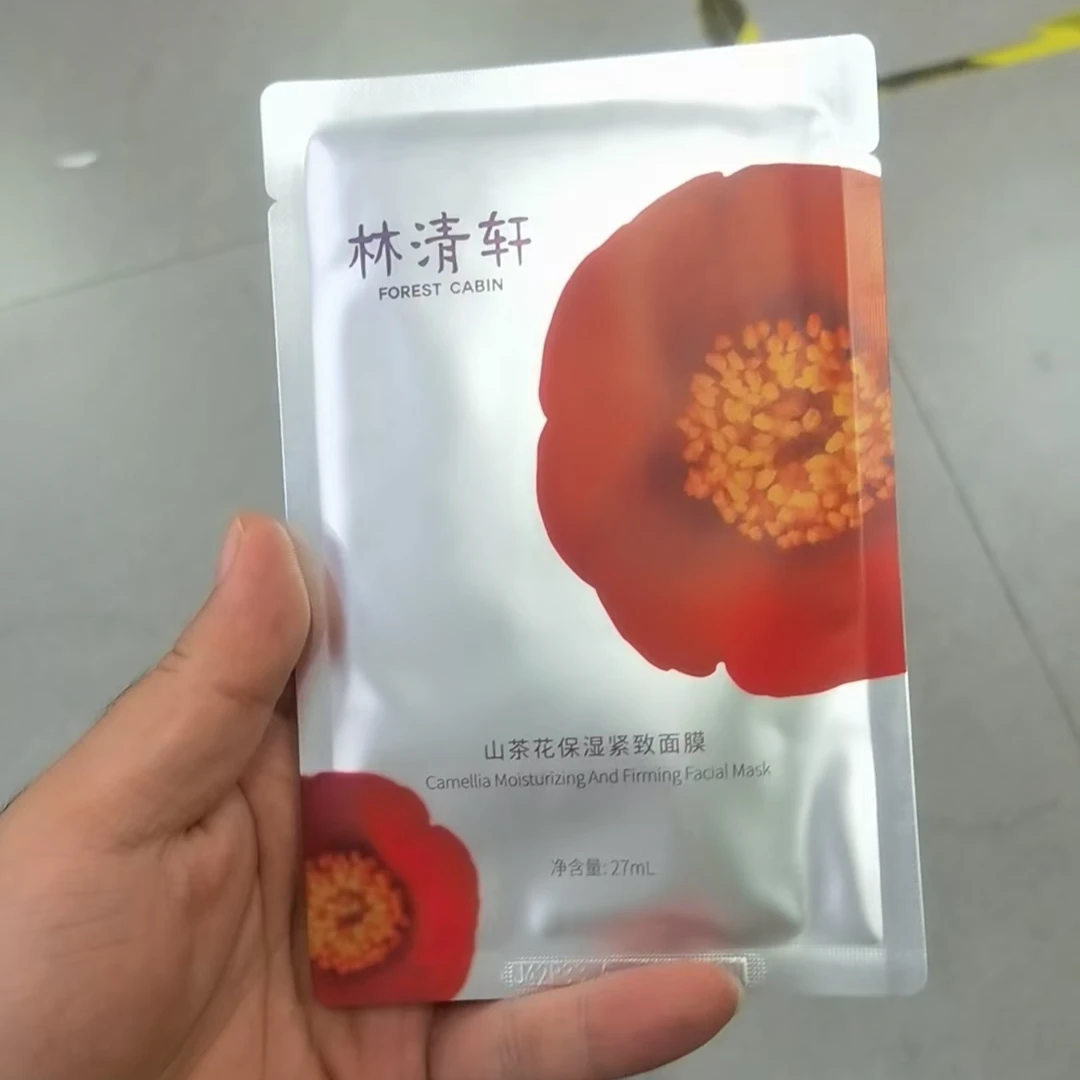 林清轩
FOREST CABIN
山茶花保湿紧致面膜
Camellia Moisturizing And Firming Facial Mask
净含量: 27mL